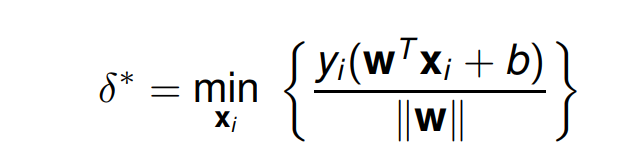 δ* = min_{x_i} { y_i(w^T x_i + b) / ‖w‖ }